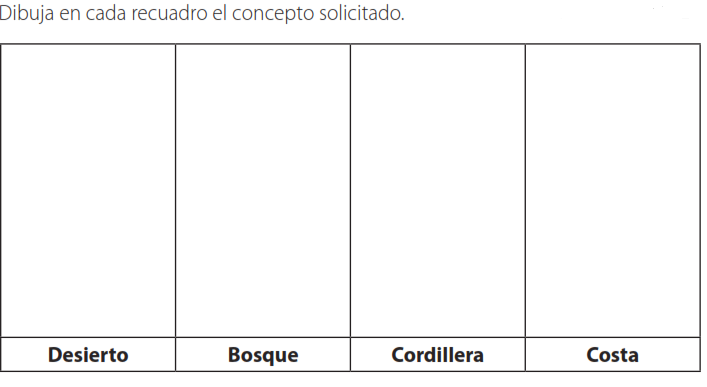 Dibuja en cada recuadro el concepto solicitado.
Desierto
Bosque
Cordillera
Costa